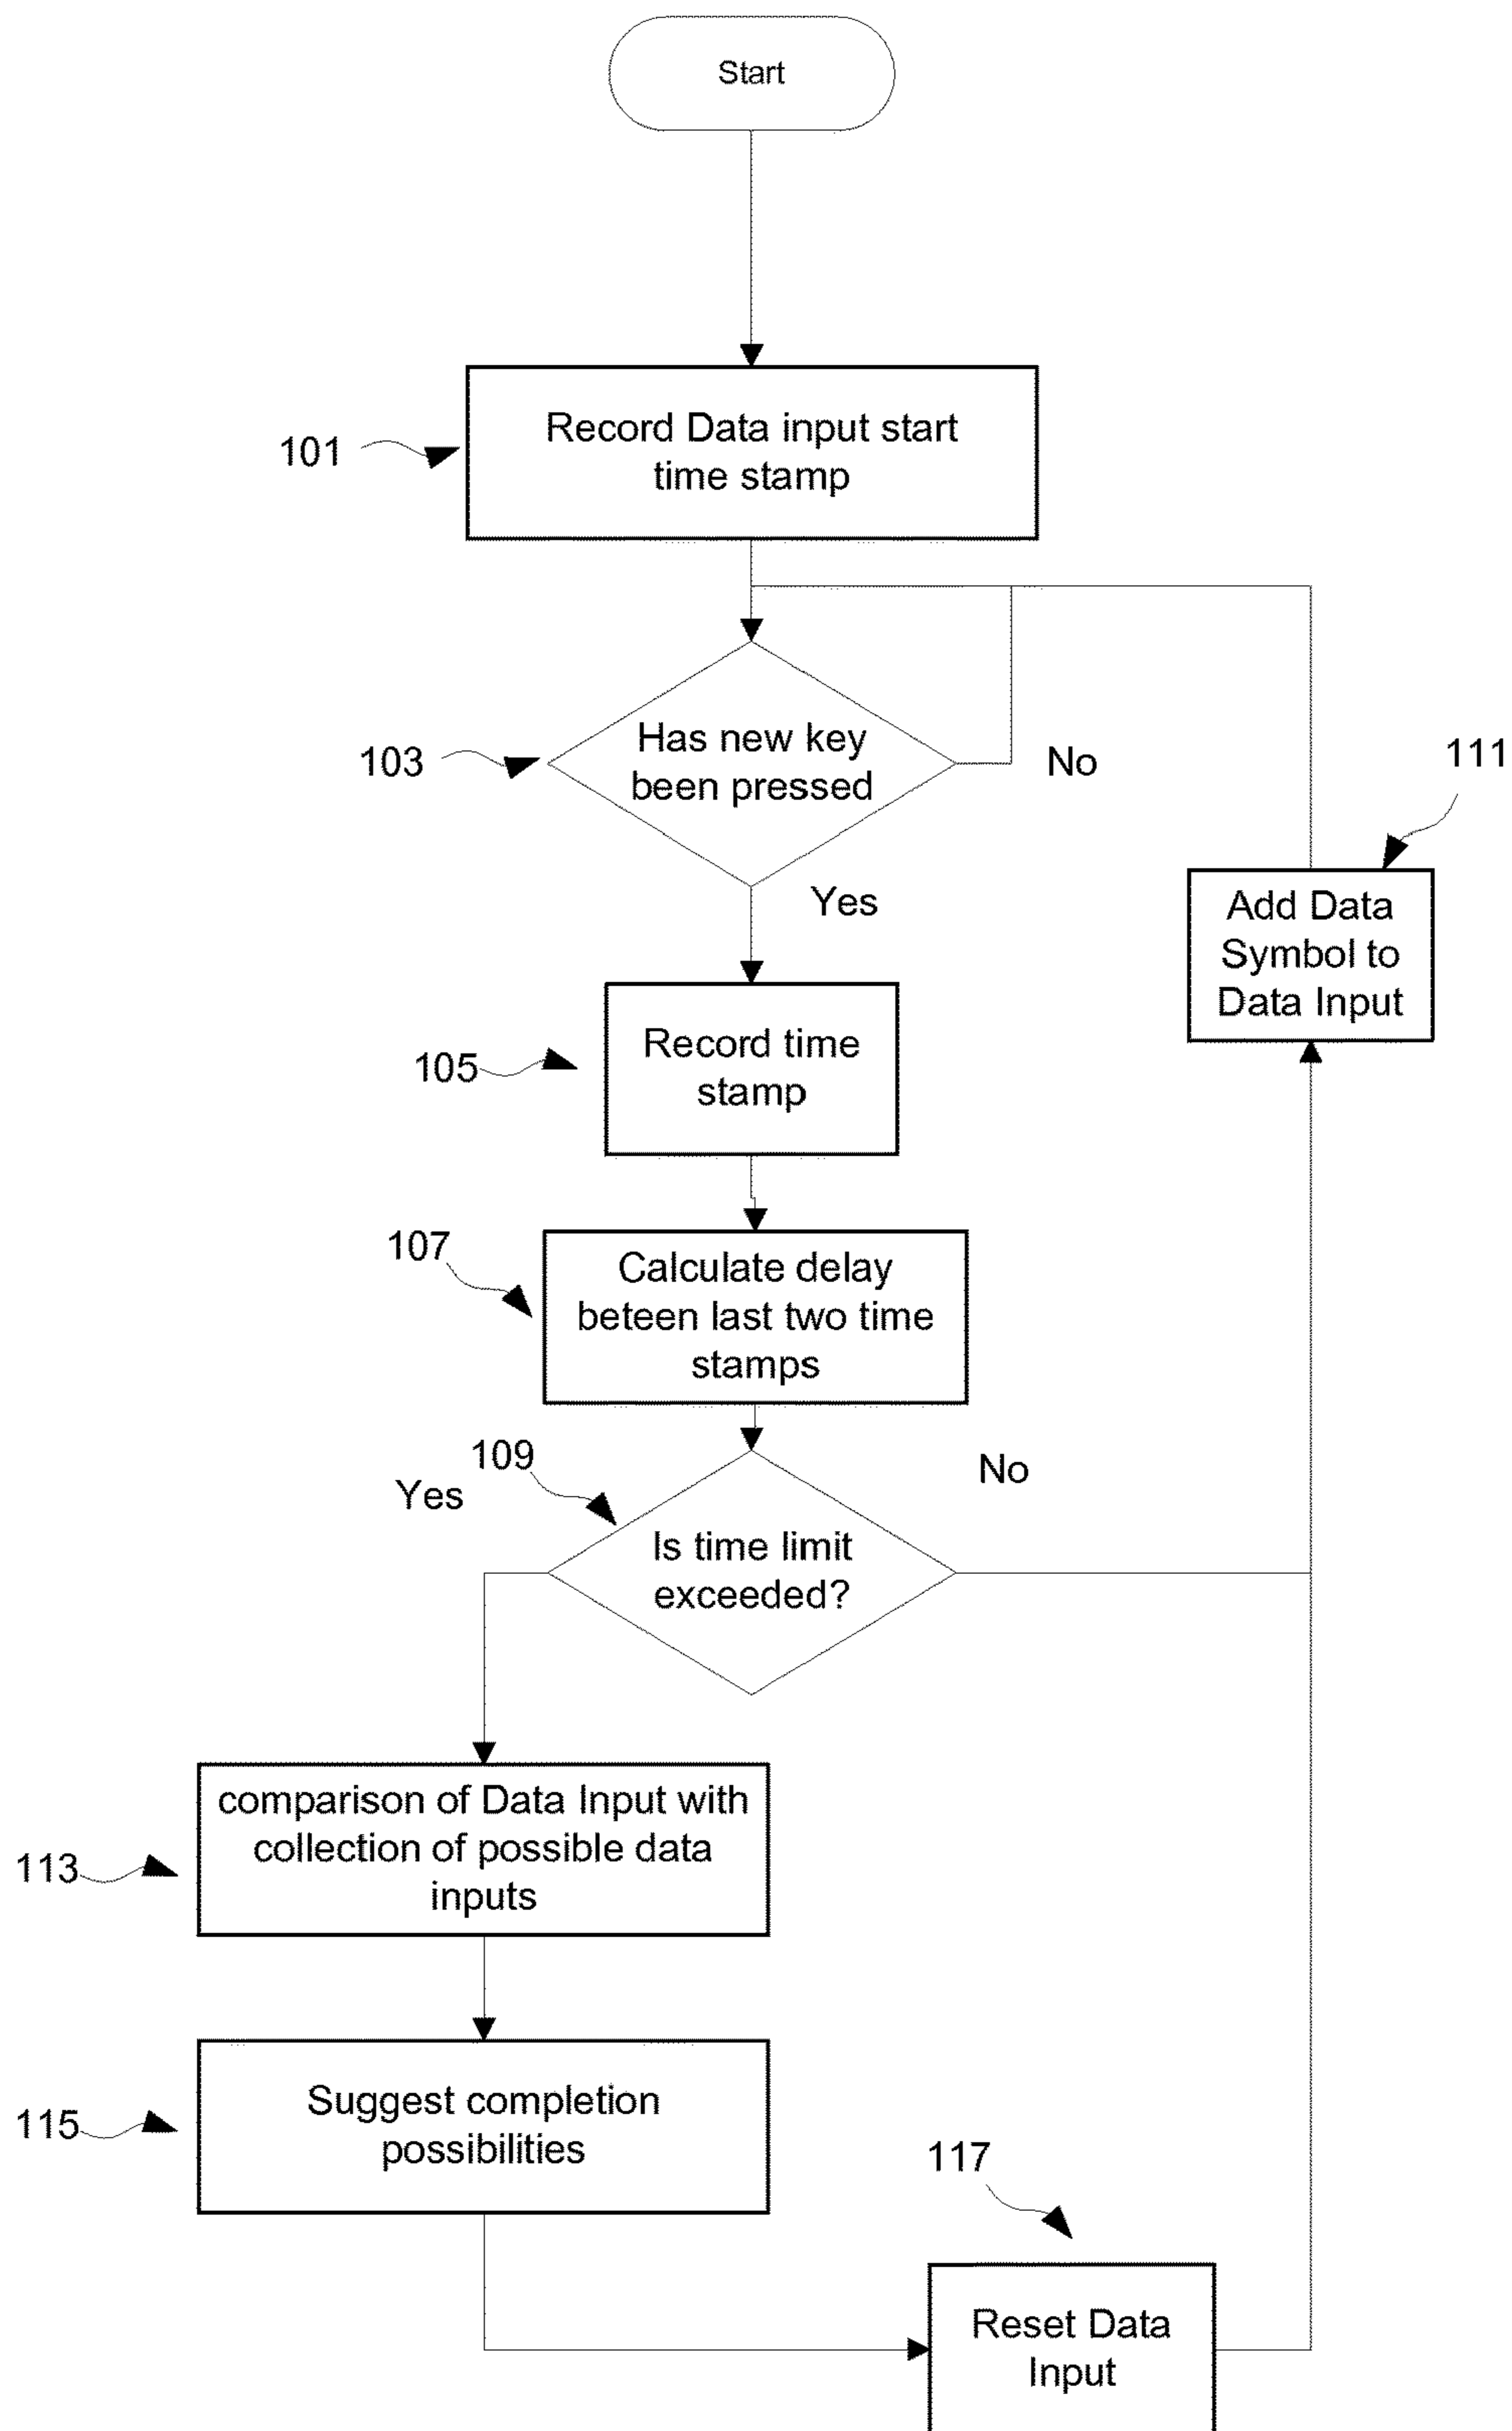 Start
101
Record Data input start
time stamp
103
Has new key
been pressed
No
Yes
111
Add Data
Symbol to
Data Input
105
Record time
stamp
107
Calculate delay
beteen last two time
stamps
109
Yes
No
Is time limit
exceeded?
113
comparison of Data Input with
collection of possible data
inputs
115
Suggest completion
possibilities
117
Reset Data
Input